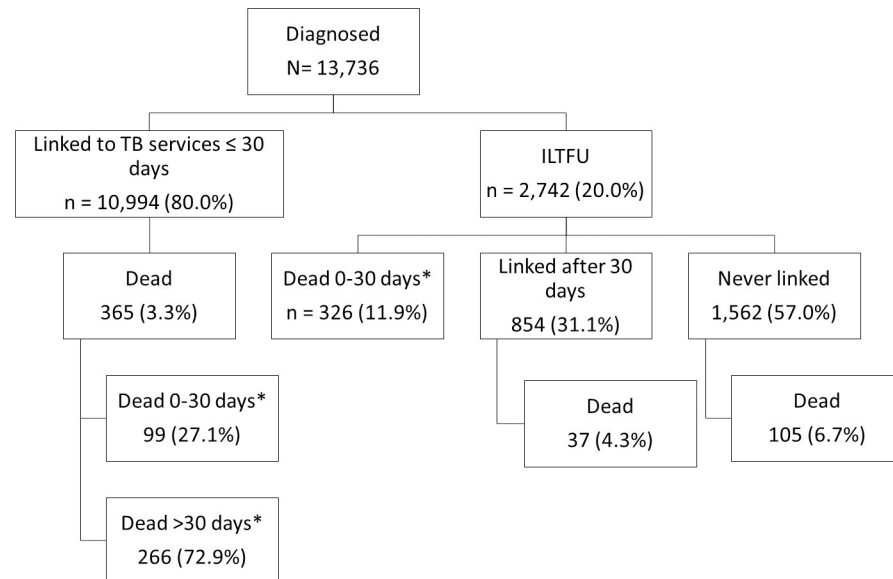 Diagnosed
N= 13,736
Linked to TB services ≤ 30
days
n = 10,994 (80.0%)
ILTFU
n = 2,742 (20.0%)
Dead
365 (3.3%)
Dead 0-30 days*
n = 326 (11.9%)
Linked after 30
days
854 (31.1%)
Never linked
1,562 (57.0%)
Dead 0-30 days*
99 (27.1%)
Dead
37 (4.3%)
Dead
105 (6.7%)
Dead >30 days*
266 (72.9%)